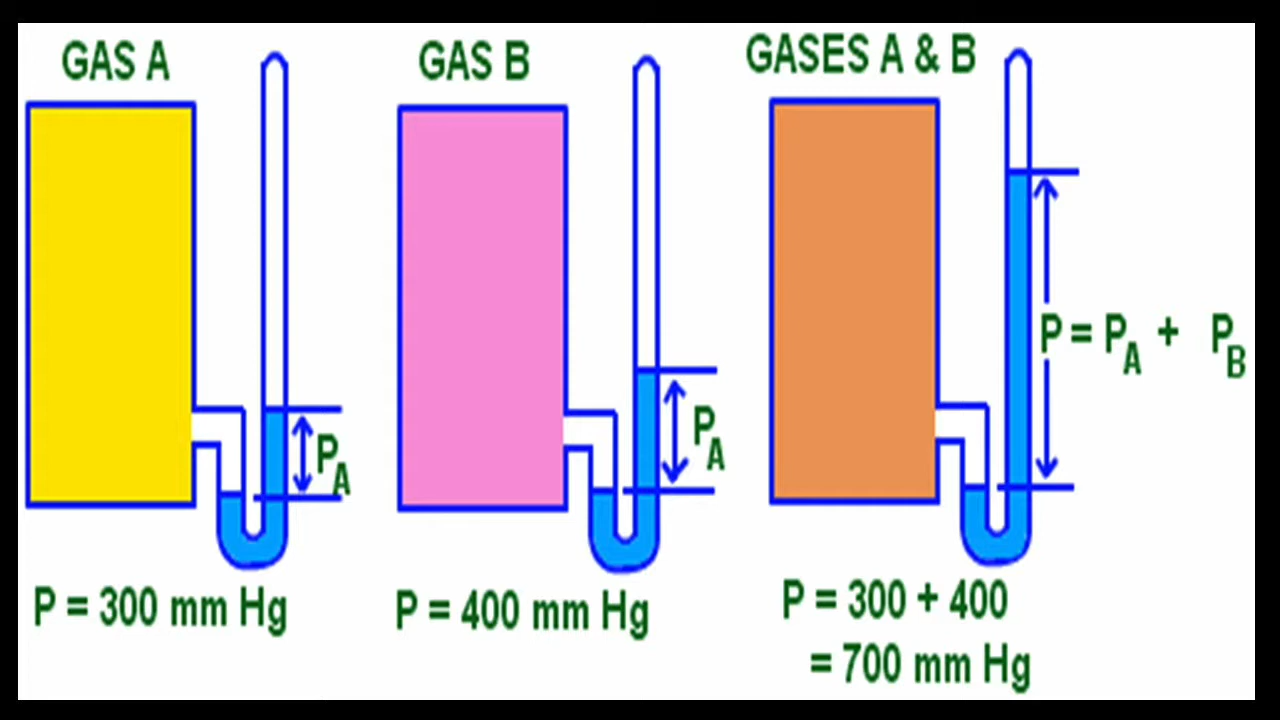 GAS A
GAS B
GASES A & B
P = PA + PB
PA
PA
P = 300 mm Hg
P = 400 mm Hg
P = 300 + 400
= 700 mm Hg